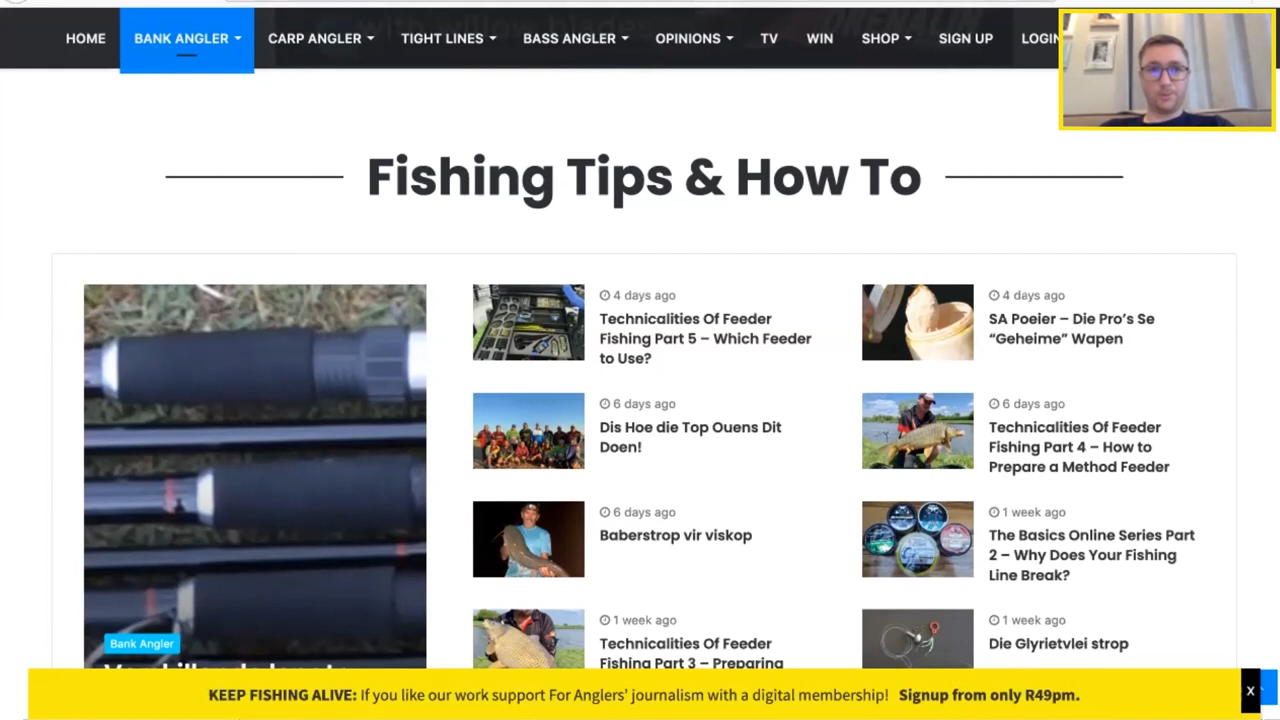 HOME BANK ANGLER CARP ANGLER TIGHT LINES BASS ANGLER OPINIONS TV WIN SHOP SIGN UP LOGIN
Fishing Tips & How To
4 days ago
Technicalities Of Feeder
Fishing Part 5 – Which Feeder
to Use?
4 days ago
SA Poeier – Die Pro’s Se
“Geheime” Wapen
6 days ago
Dis Hoe die Top Ouens Dit
Doen!
6 days ago
Technicalities Of Feeder
Fishing Part 4 – How to
Prepare a Method Feeder
6 days ago
Baberstrop vir viskop
1 week ago
The Basics Online Series Part
2 – Why Does Your Fishing
Line Break?
1 week ago
Technicalities Of Feeder
Fishing Part 3 – Preparing
1 week ago
Die Glyrietvlei strop
Bank Angler
KEEP FISHING ALIVE: If you like our work support For Anglers’ journalism with a digital membership! Signup from only R49pm.
X